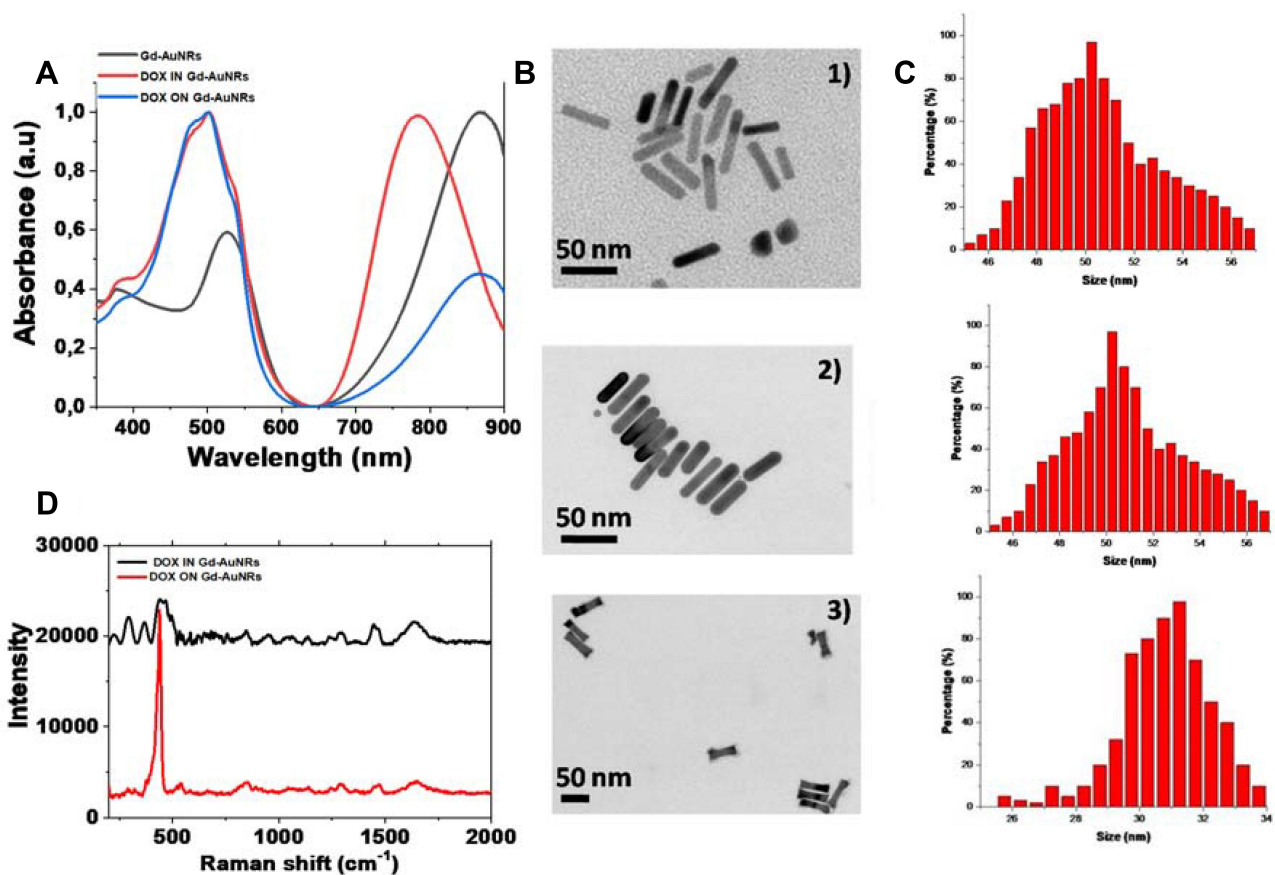 A
Gd-AuNRs
DOX IN Gd-AuNRs
DOX ON Gd-AuNRs
1,0
0,8
0,6
0,4
0,2
0,0
Absorbance (a.u)
400 500 600 700 800 900
Wavelength (nm)
B
1)
50 nm
2)
50 nm
3)
50 nm
C
100
80
60
40
20
0
Percentage (%)
46 48 50 52 54 56
Size (nm)
100
80
60
40
20
0
Percentage (%)
46 48 50 52 54 56
Size (nm)
100
80
60
40
20
0
Percentage (%)
26 28 30 32 34
Size (nm)
D
DOX IN Gd-AuNRs
DOX ON Gd-AuNRs
30000
20000
10000
0
Intensity
500 1000 1500 2000
Raman shift (cm⁻¹)